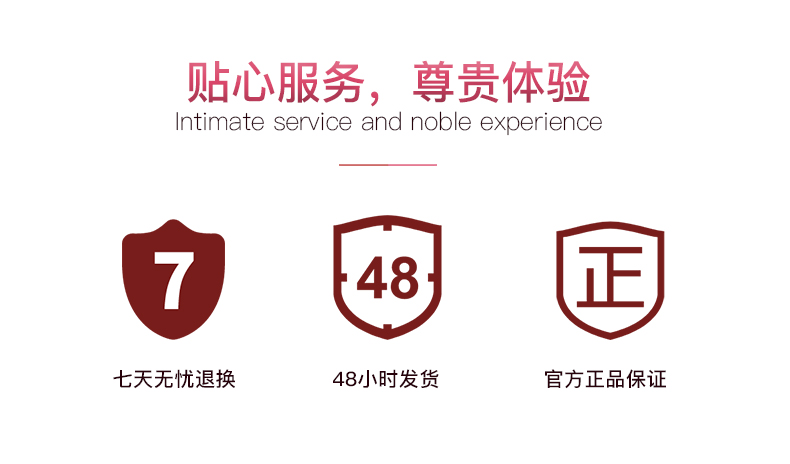 贴心服务，尊贵体验
Intimate service and noble experience
7
48
正
七天无忧退换
48小时发货
官方正品保证